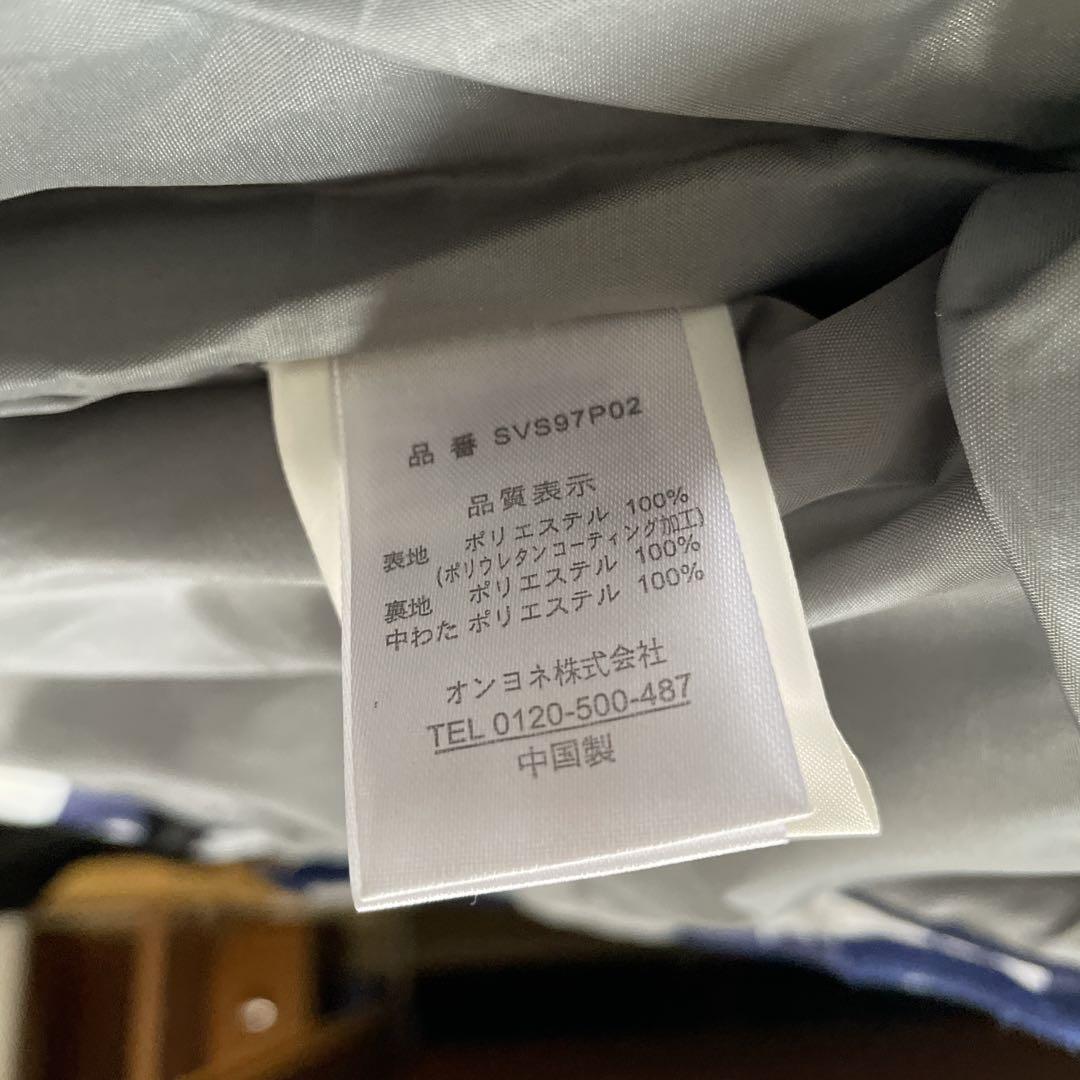 品番 SVS97P02
品質表示
表地 ポリエステル 100%
(ポリウレタンコーティング加工)
裏地 ポリエステル 100%
中わた ポリエステル 100%
オンヨネ株式会社
TEL 0120-500-487
中国製